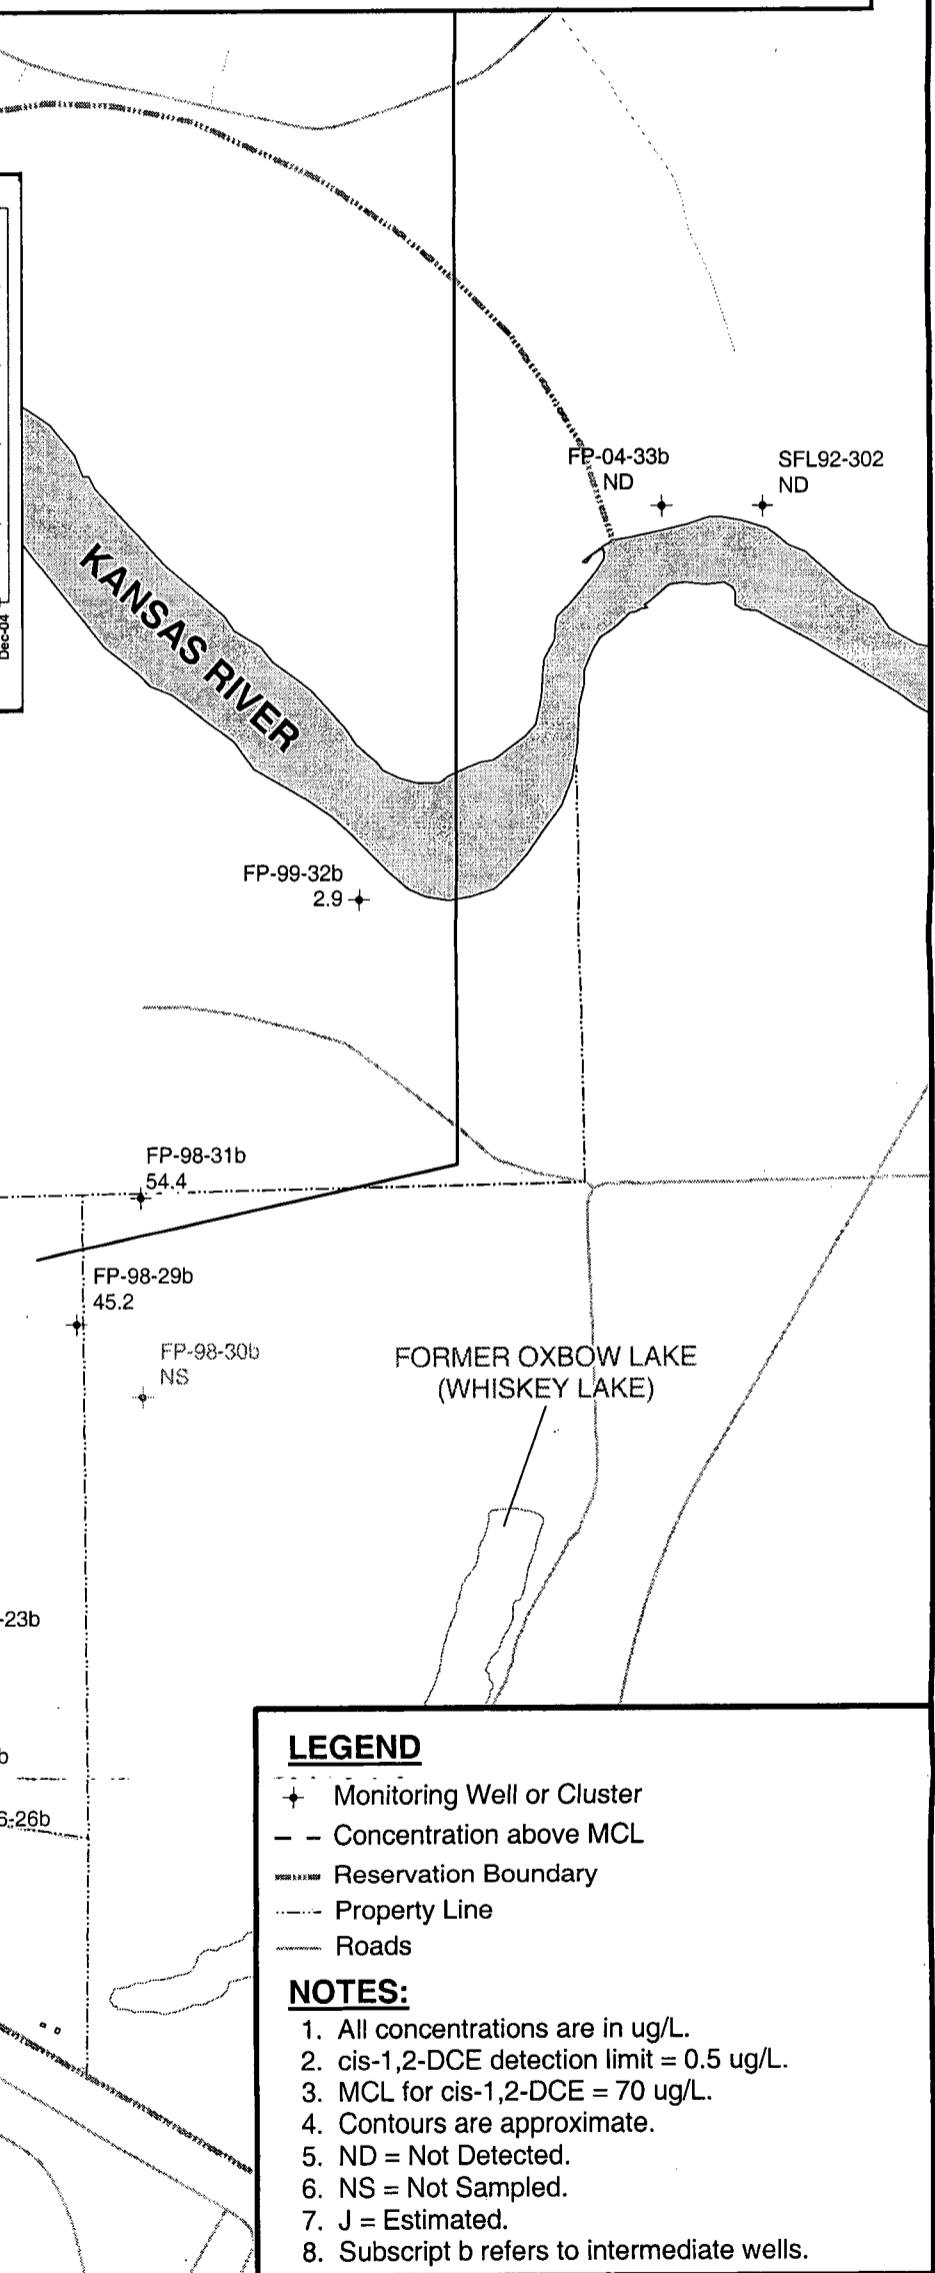 Dec-04
KANSAS RIVER
FP-04-33b
ND
SFL92-302
ND
FP-99-32b
2.9
FP-98-31b
54.4
FP-98-29b
45.2
FP-98-30b
NS
FORMER OXBOW LAKE
(WHISKEY LAKE)
-23b
b
6-26b
LEGEND
Monitoring Well or Cluster
Concentration above MCL
Reservation Boundary
Property Line
Roads
NOTES:
1. All concentrations are in ug/L.
2. cis-1,2-DCE detection limit = 0.5 ug/L.
3. MCL for cis-1,2-DCE = 70 ug/L.
4. Contours are approximate.
5. ND = Not Detected.
6. NS = Not Sampled.
7. J = Estimated.
8. Subscript b refers to intermediate wells.